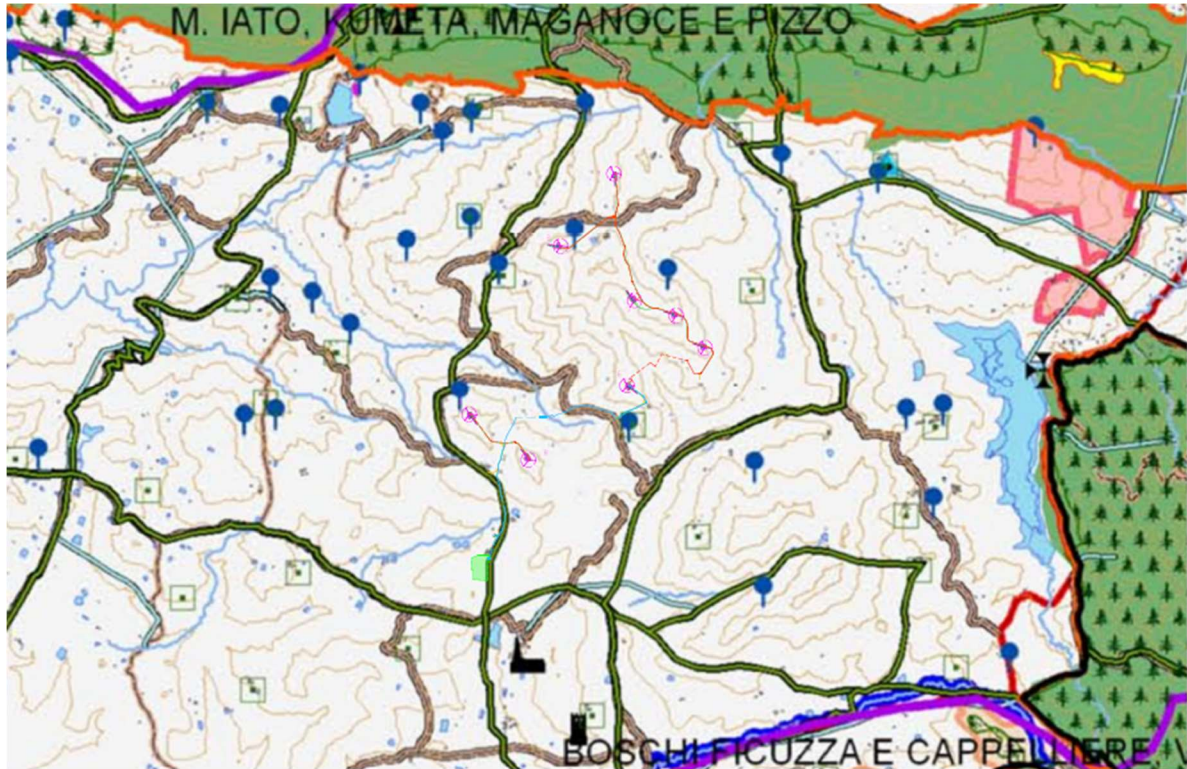 M. IATO, KUMETA, MAGANOCE E PIZZO
BOSCHI FICUZZA E CAPPELLIERE, V